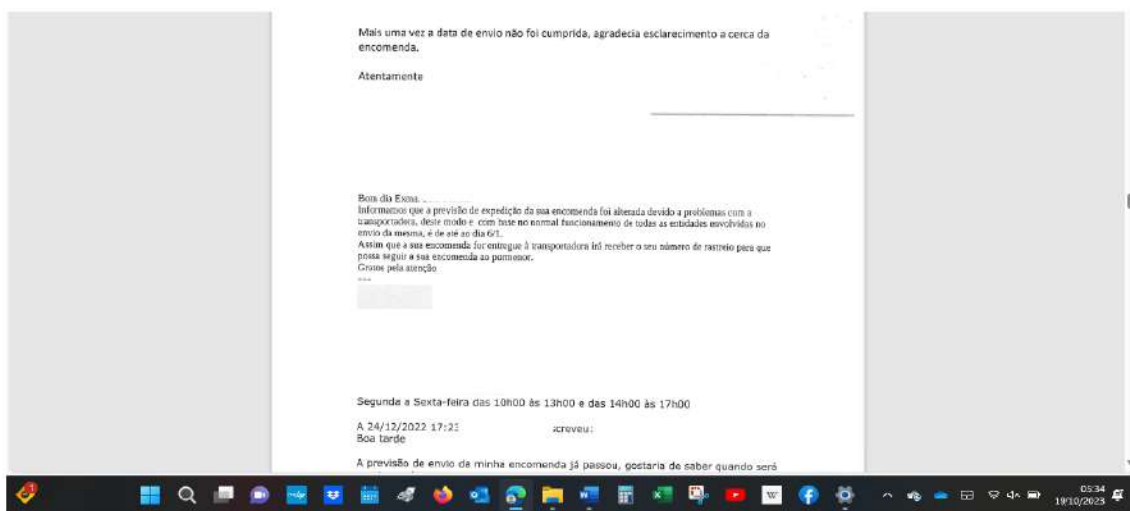 Mais uma vez a data de envio não foi cumprida, agradecia esclarecimento a cerca da
encomenda.
Atentamente
Bom dia Exma.
Informamos que a previsão de expedição da sua encomenda foi alterada devido a problemas com a
transportadora, deste modo e com base no normal funcionamento de todas as entidades envolvidas no
envio da mesma, é de até ao dia 6/1.
Assim que a sua encomenda for entregue à transportadora irá receber o seu número de rastreio para que
possa seguir a sua encomenda ao pormenor.
Gratos pela atenção
---
Segunda a Sexta-feira das 10h00 às 13h00 e das 14h00 às 17h00
A 24/12/2022 17:23 screveu:
Boa tarde
A previsão de envio da minha encomenda já passou, gostaria de saber quando será
05:34
19/10/2023